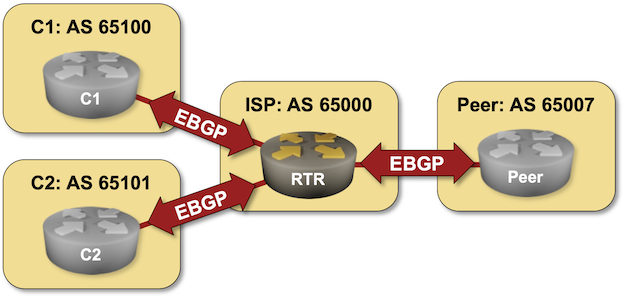 C1: AS 65100
C1
EBGP
ISP: AS 65000
RTR
EBGP
Peer: AS 65007
Peer
C2: AS 65101
C2
EBGP